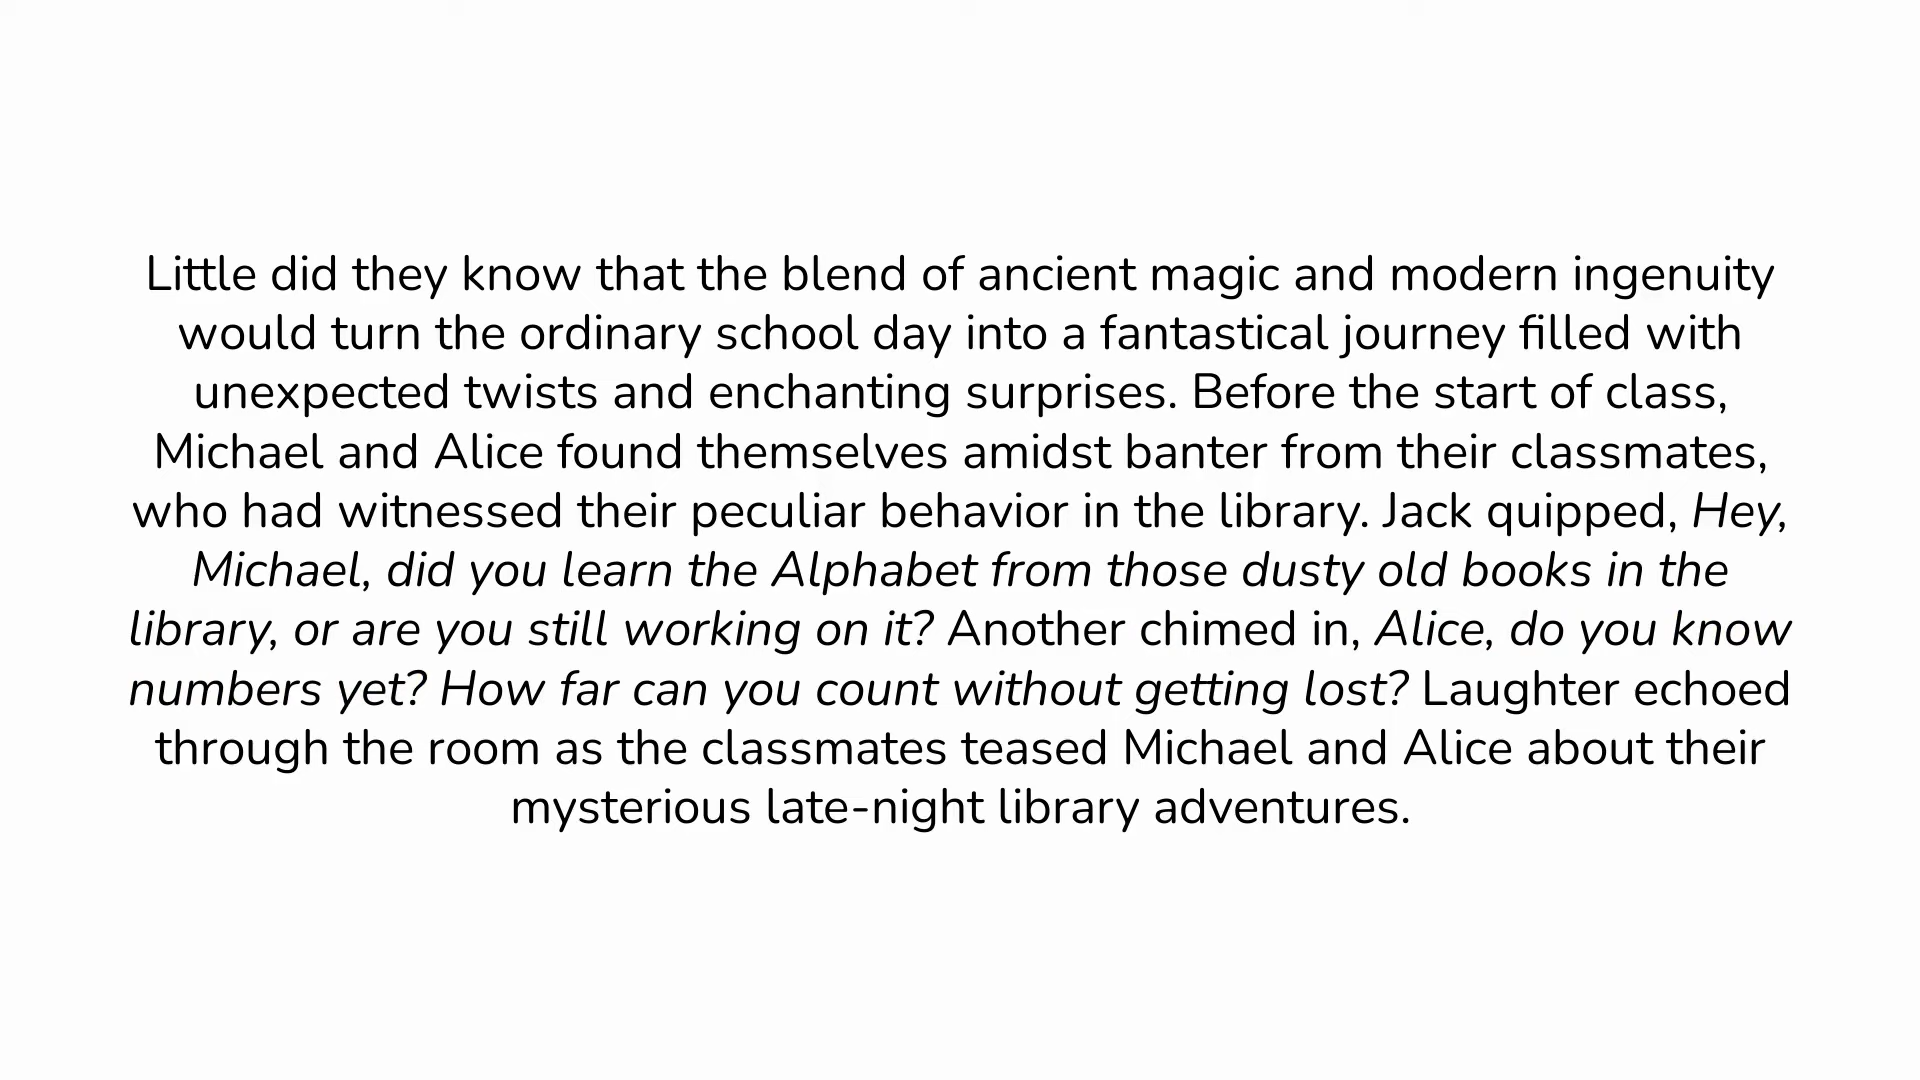 Little did they know that the blend of ancient magic and modern ingenuity
would turn the ordinary school day into a fantastical journey filled with
unexpected twists and enchanting surprises. Before the start of class,
Michael and Alice found themselves amidst banter from their classmates,
who had witnessed their peculiar behavior in the library. Jack quipped, Hey,
Michael, did you learn the Alphabet from those dusty old books in the
library, or are you still working on it? Another chimed in, Alice, do you know
numbers yet? How far can you count without getting lost? Laughter echoed
through the room as the classmates teased Michael and Alice about their
mysterious late-night library adventures.